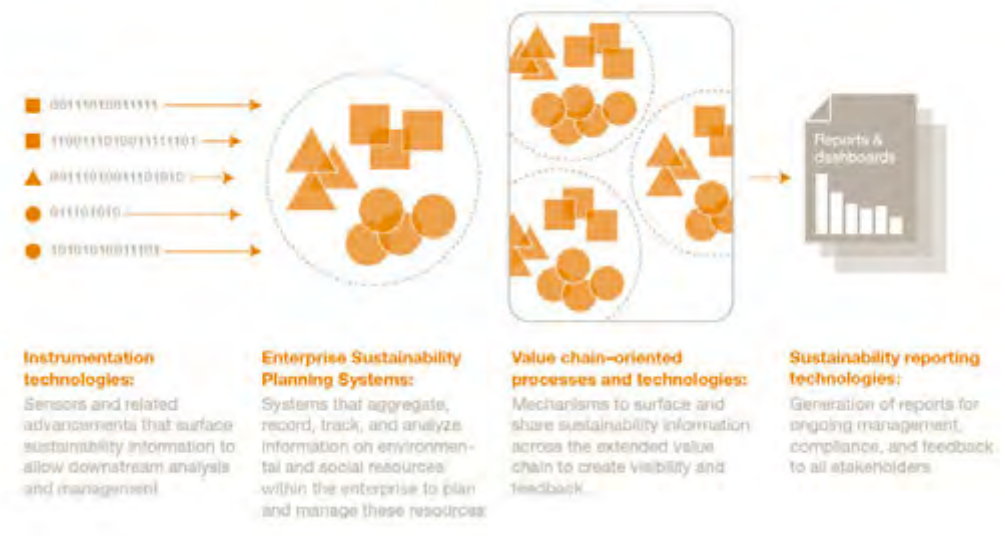 00111010011111
1100111010011111101
00111010011101010
011101010
10101010011101
Reports &
dashboards
Instrumentation
technologies:
Sensors and related
advancements that surface
sustainability information to
allow downstream analysis
and management
Enterprise Sustainability
Planning Systems:
Systems that aggregate,
record, track, and analyze
information on environmen-
tal and social resources
within the enterprise to plan
and manage these resources
Value chain–oriented
processes and technologies:
Mechanisms to surface and
share sustainability information
across the extended value
chain to create visibility and
feedback
Sustainability reporting
technologies:
Generation of reports for
ongoing management,
compliance, and feedback
to all stakeholders